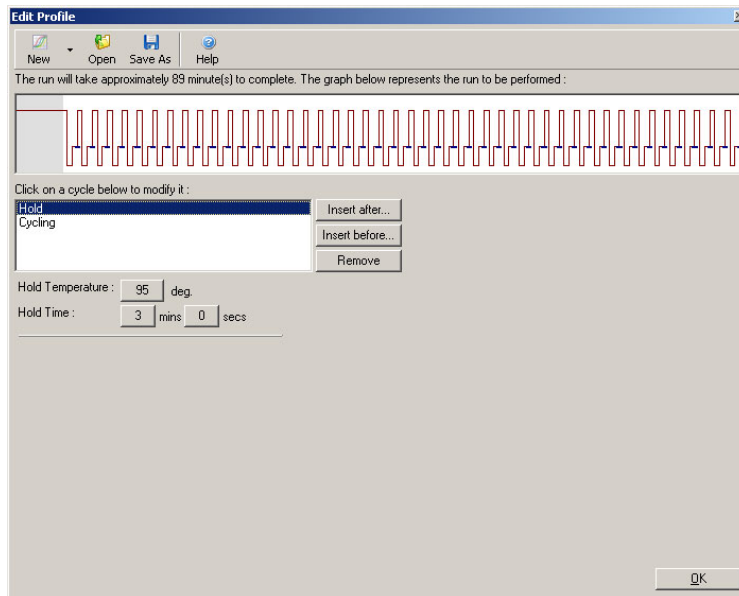 Edit Profile
New Open Save As Help
The run will take approximately 89 minute(s) to complete. The graph below represents the run to be performed :
Click on a cycle below to modify it :
Hold
Cycling
Insert after...
Insert before...
Remove
Hold Temperature : 95 deg.
Hold Time : 3 mins 0 secs
OK